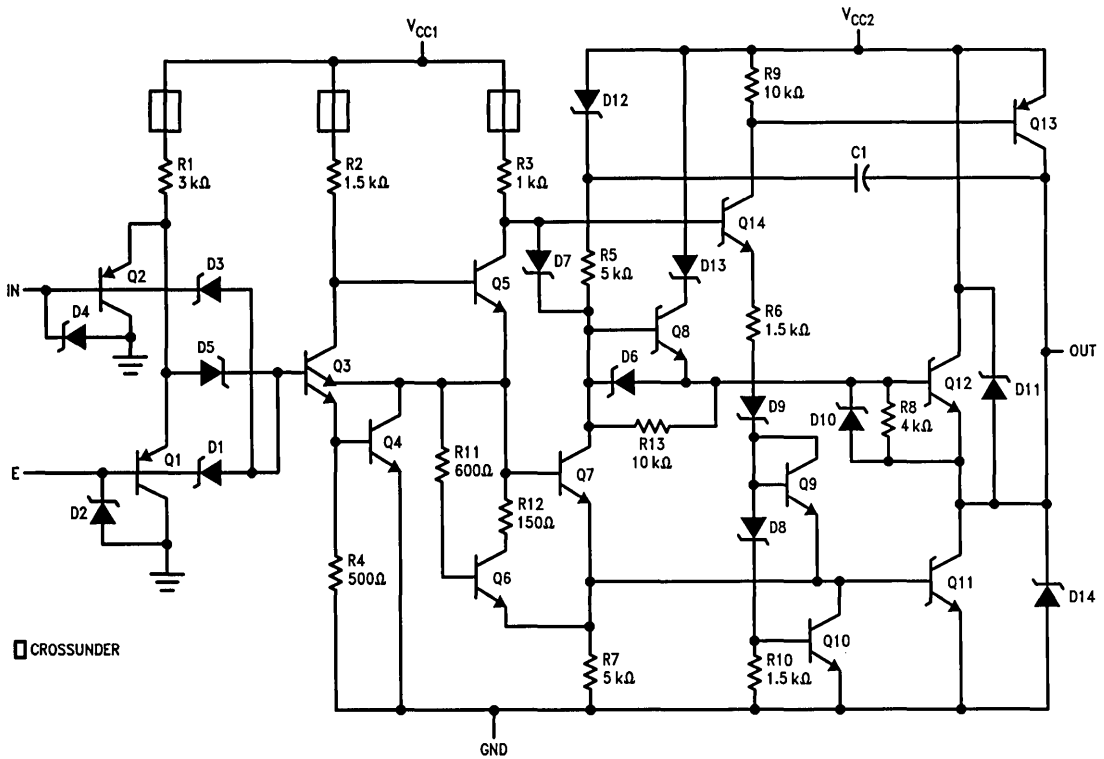 VCC1
VCC2
R1
3 kΩ
R2
1.5 kΩ
R3
1 kΩ
D12
R9
10 kΩ
Q13
C1
Q14
IN
Q2
D3
D4
D5
Q5
D7
R5
5 kΩ
D13
Q8
R6
1.5 kΩ
OUT
Q3
D6
R13
10 kΩ
D9
D10
R8
4 kΩ
Q12
D11
E
Q1
D1
D2
Q4
R11
600Ω
R12
150Ω
Q7
Q9
D8
R4
500Ω
Q6
Q11
D14
CROSSUNDER
R7
5 kΩ
R10
1.5 kΩ
Q10
GND